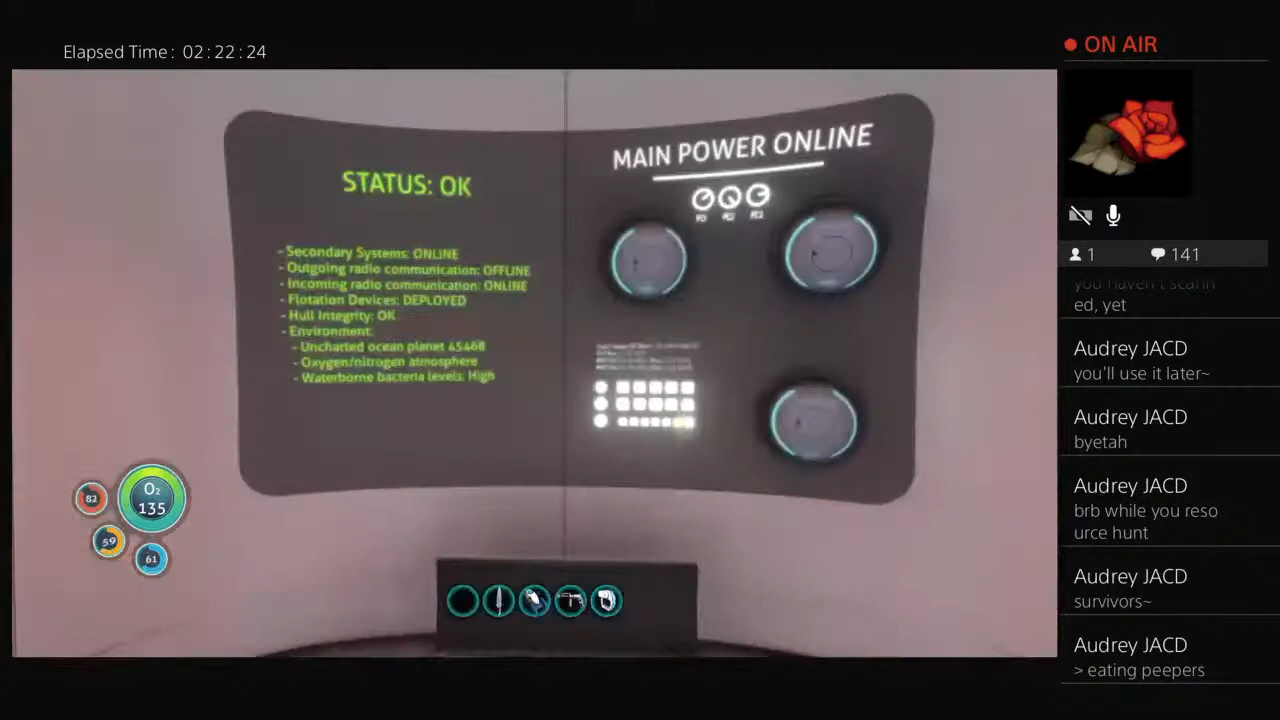 Elapsed Time: 02:22:24
ON AIR
STATUS: OK
- Secondary Systems: ONLINE
- Outgoing radio communication: OFFLINE
- Incoming radio communication: ONLINE
- Flotation Devices: DEPLOYED
- Hull Integrity: OK
- Environment:
- Uncharted ocean planet 4546B
- Oxygen/nitrogen atmosphere
- Waterborne bacteria levels: High
MAIN POWER ONLINE
82
O₂
135
59
61
1
141
you haven't scann
ed, yet
Audrey JACD
you'll use it later~
Audrey JACD
byetah
Audrey JACD
brb while you reso
urce hunt
Audrey JACD
survivors~
Audrey JACD
> eating peepers